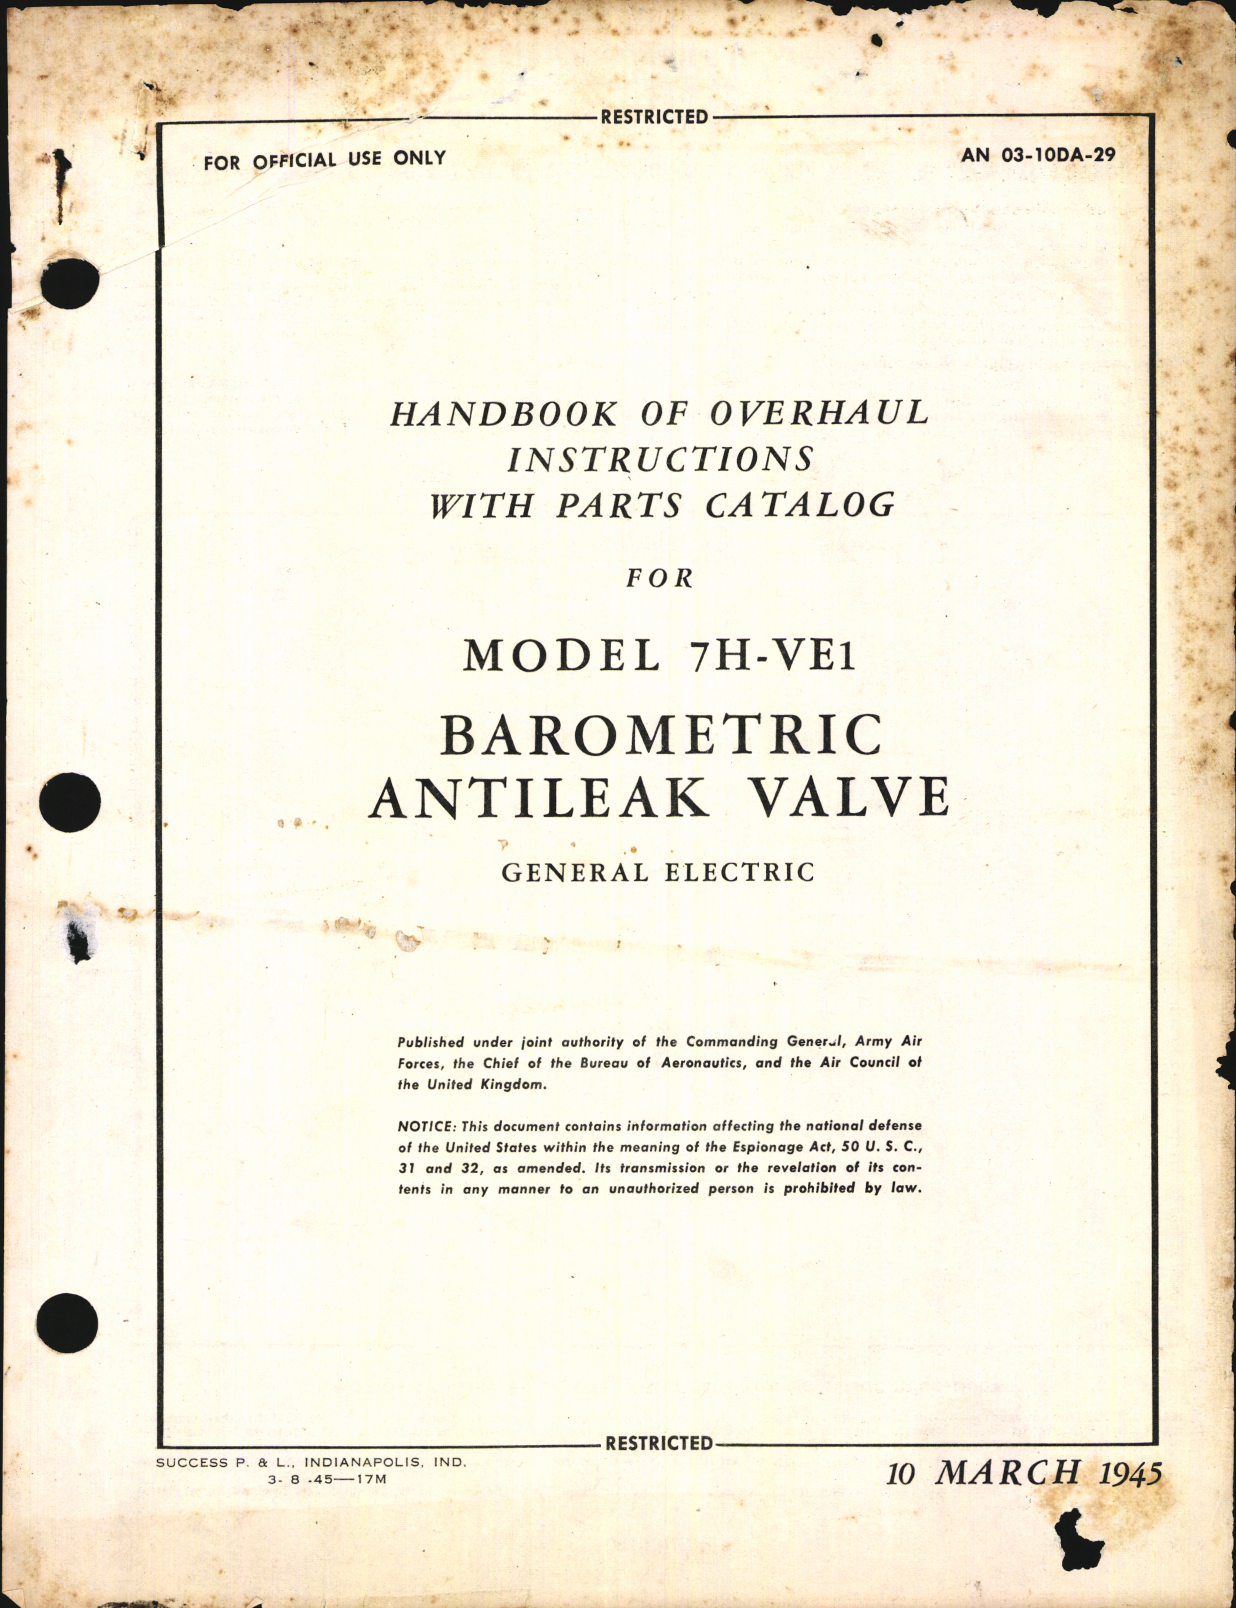 RESTRICTED
FOR OFFICIAL USE ONLY
AN 03-10DA-29
HANDBOOK OF OVERHAUL
INSTRUCTIONS
WITH PARTS CATALOG
FOR
MODEL 7H-VE1
BAROMETRIC
ANTILEAK VALVE
GENERAL ELECTRIC
Published under joint authority of the Commanding General, Army Air
Forces, the Chief of the Bureau of Aeronautics, and the Air Council of
the United Kingdom.
NOTICE: This document contains information affecting the national defense
of the United States within the meaning of the Espionage Act, 50 U. S. C.,
31 and 32, as amended. Its transmission or the revelation of its con-
tents in any manner to an unauthorized person is prohibited by law.
RESTRICTED
SUCCESS P. & L., INDIANAPOLIS, IND.
3- 8 -45—17M
10 MARCH 1945